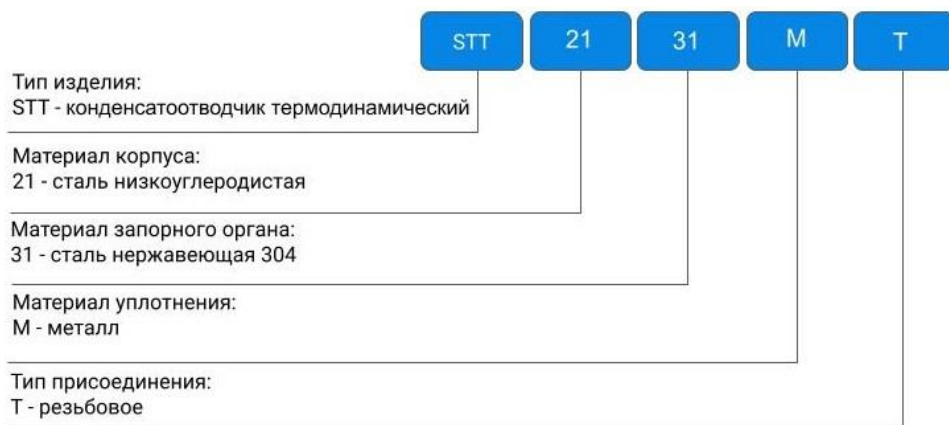 STT 21 31 M T
Тип изделия:
STT - конденсатоотводчик термодинамический
Материал корпуса:
21 - сталь низкоуглеродистая
Материал запорного органа:
31 - сталь нержавеющая 304
Материал уплотнения:
М - металл
Тип присоединения:
Т - резьбовое